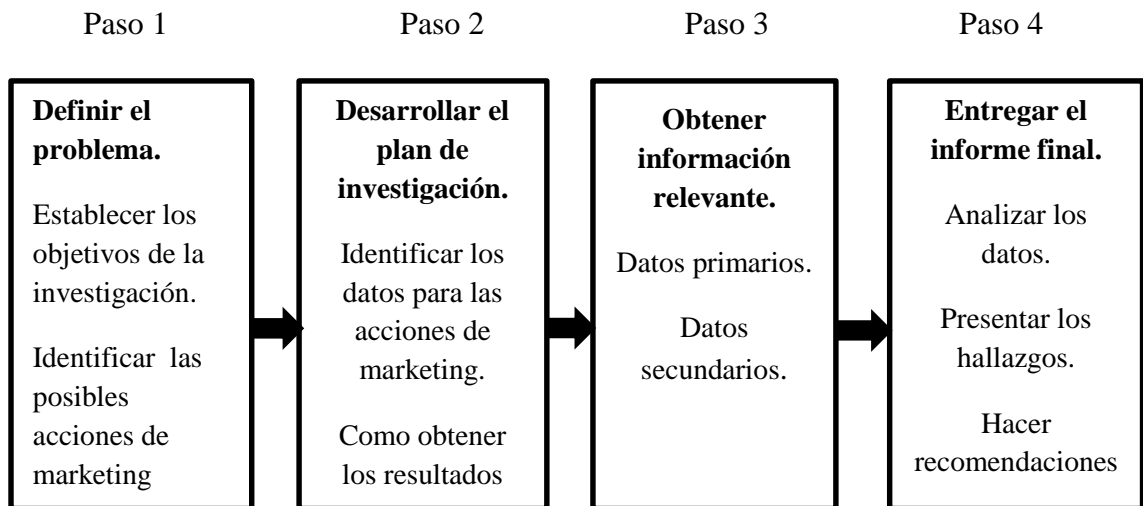 Paso 1
Paso 2
Paso 3
Paso 4
Definir el
problema.
Establecer los
objetivos de la
investigación.
Identificar  las
posibles
acciones de
marketing
Desarrollar el
plan de
investigación.
Identificar los
datos para las
acciones de
marketing.
Como obtener
los resultados
Obtener
información
relevante.
Datos primarios.
Datos
secundarios.
Entregar el
informe final.
Analizar los
datos.
Presentar los
hallazgos.
Hacer
recomendaciones